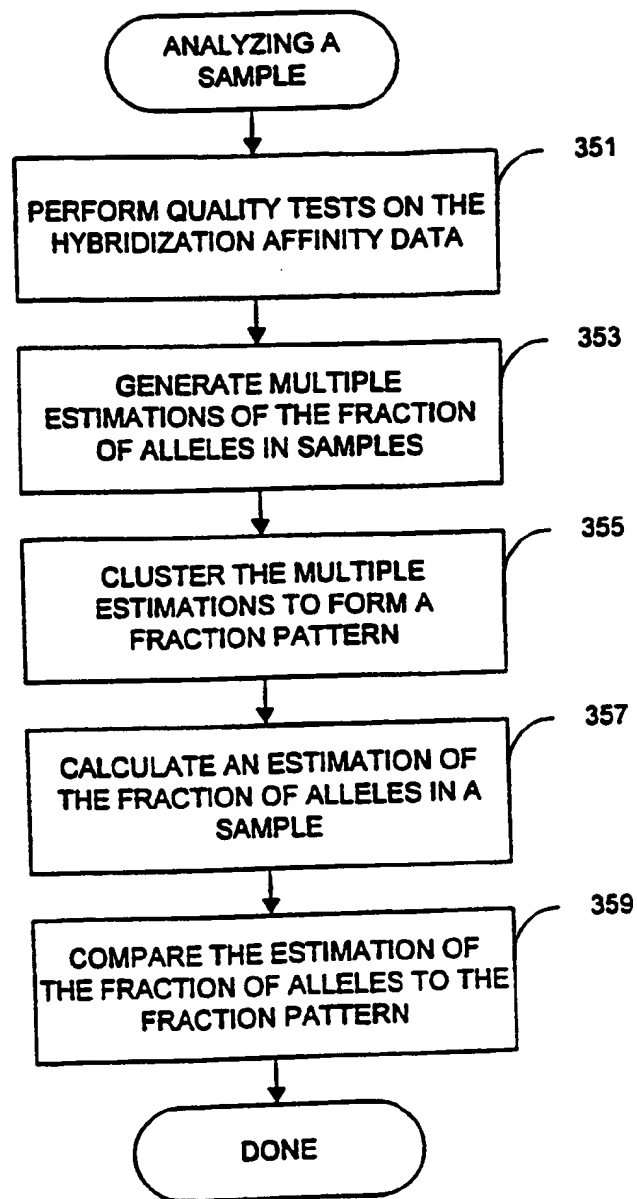 ANALYZING A
SAMPLE
351
PERFORM QUALITY TESTS ON THE
HYBRIDIZATION AFFINITY DATA
353
GENERATE MULTIPLE
ESTIMATIONS OF THE FRACTION
OF ALLELES IN SAMPLES
355
CLUSTER THE MULTIPLE
ESTIMATIONS TO FORM A
FRACTION PATTERN
357
CALCULATE AN ESTIMATION OF
THE FRACTION OF ALLELES IN A
SAMPLE
359
COMPARE THE ESTIMATION OF
THE FRACTION OF ALLELES TO THE
FRACTION PATTERN
DONE